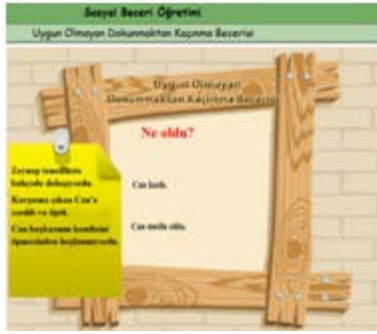 Sosyal Beceri Öğretimi
Uygun Olmayan Dokunmaktan Kaçınma Becerisi
Uygun Olmayan
Dokunmaktan Kaçınma Becerisi
Ne oldu?
Zeynep teneffüste
bahçede dolaşıyordu.
Karşısına çıkan Can'a
sarıldı ve öptü.
Can başkasının kendisini
öpmesinden hoşlanmıyordu.
Can kızdı.
Can mutlu oldu.